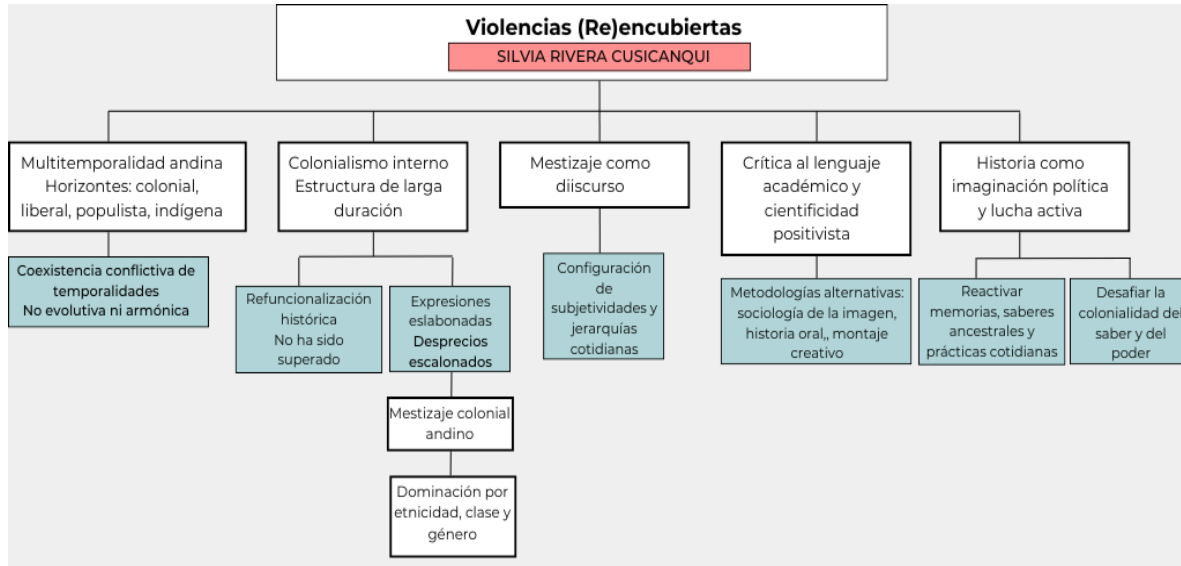 Violencias (Re)encubiertas
SILVIA RIVERA CUSICANQUI
Multitemporalidad andina
Horizontes: colonial,
liberal, populista, indígena
Coexistencia conflictiva de
temporalidades
No evolutiva ni armónica
Colonialismo interno
Estructura de larga
duración
Refuncionalización
histórica
No ha sido
superado
Expresiones
eslabonadas
Desprecios
escalonados
Mestizaje colonial
andino
Dominación por
etnicidad, clase y
género
Mestizaje como
diiscurso
Configuración
de
subjetividades y
jerarquías
cotidianas
Crítica al lenguaje
académico y
cientificidad
positivista
Metodologías alternativas:
sociología de la imagen,
historia oral,, montaje
creativo
Historia como
imaginación política
y lucha activa
Reactivar
memorias, saberes
ancestrales y
prácticas cotidianas
Desafiar la
colonialidad del
saber y del
poder